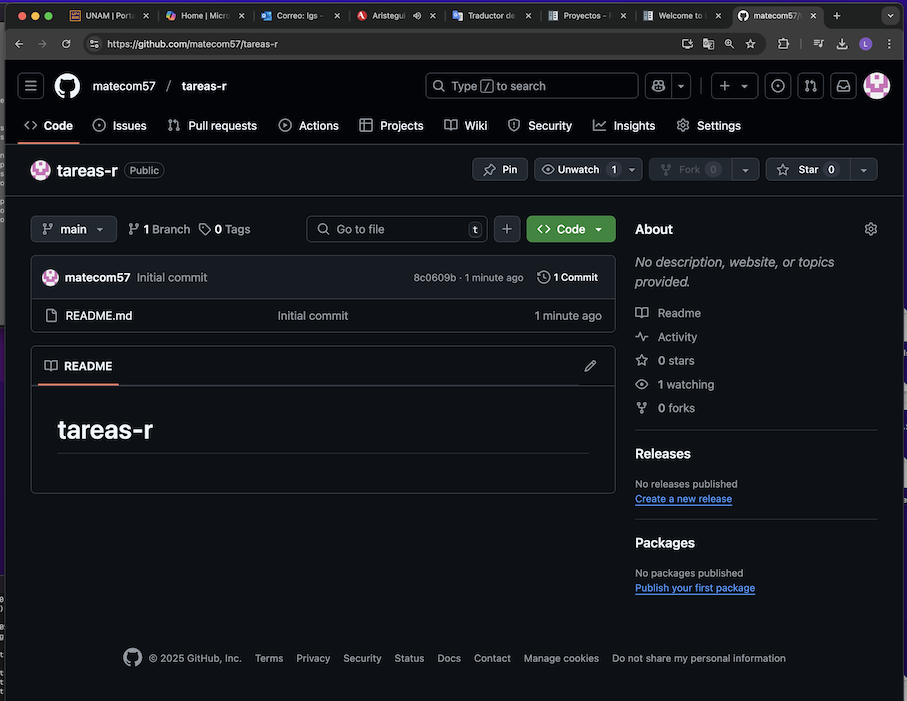 UNAM | Porta
Home | Micro
Correo: lgs -
Aristegui
Traductor de
Proyectos -
Welcome to
matecom57/
https://github.com/matecom57/tareas-r
L
matecom57 / tareas-r
Type / to search
Code Issues Pull requests Actions Projects Wiki Security Insights Settings
tareas-r Public
Pin
Unwatch 1
Fork 0
Star 0
main
1 Branch
0 Tags
Go to file t
Code
About
No description, website, or topics
provided.
matecom57 Initial commit
8c0609b · 1 minute ago
1 Commit
README.md Initial commit 1 minute ago
README
tareas-r
Readme
Activity
0 stars
1 watching
0 forks
Releases
No releases published
Create a new release
Packages
No packages published
Publish your first package
© 2025 GitHub, Inc. Terms Privacy Security Status Docs Contact Manage cookies Do not share my personal information